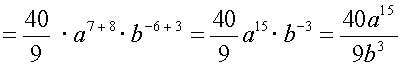 = 40/9 · a^{7+8} · b^{-6+3} = 40/9 a^{15} · b^{-3} = 40a^{15}/9b^{3}